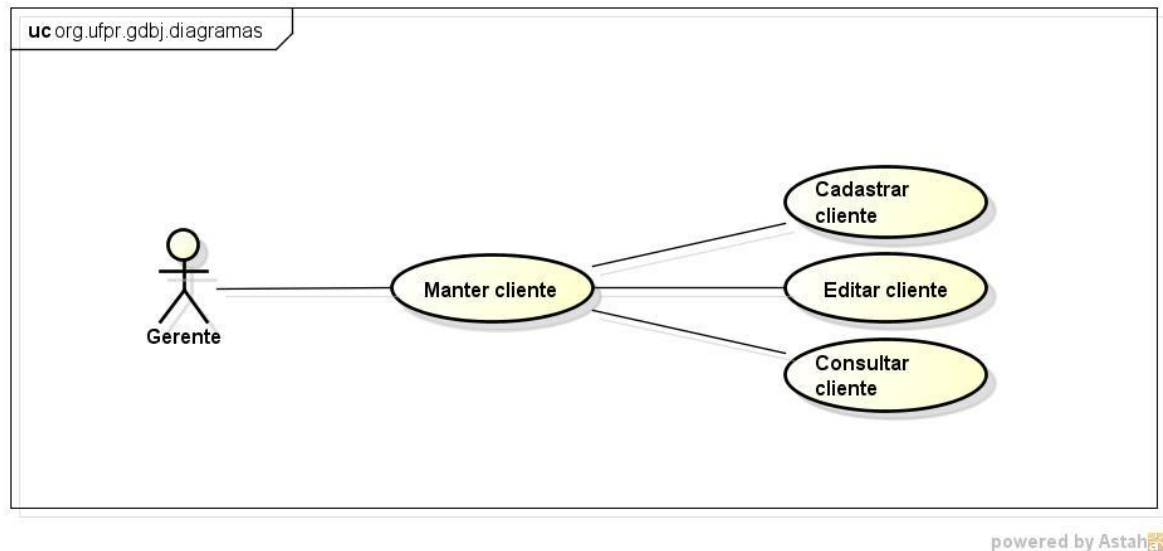 uc org.ufpr.gdbj.diagramas
Cadastrar
cliente
Manter cliente
Editar cliente
Gerente
Consultar
cliente
powered by Astah